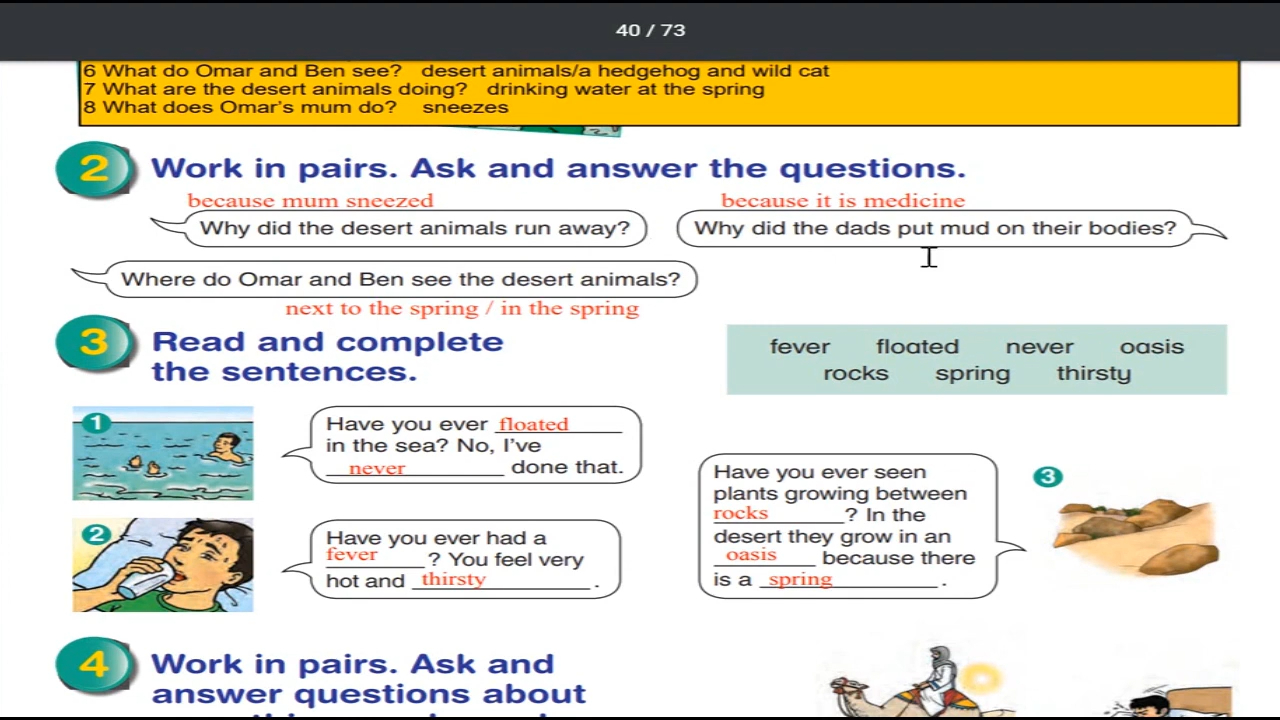 40 / 73
6 What do Omar and Ben see? desert animals/a hedgehog and wild cat
7 What are the desert animals doing? drinking water at the spring
8 What does Omar's mum do? sneezes
2 Work in pairs. Ask and answer the questions.
because mum sneezed
Why did the desert animals run away?
because it is medicine
Why did the dads put mud on their bodies?
Where do Omar and Ben see the desert animals?
next to the spring / in the spring
3 Read and complete
the sentences.
fever floated never oasis
rocks spring thirsty
1
Have you ever floated
in the sea? No, I've
never done that.
2
Have you ever had a
fever ? You feel very
hot and thirsty .
Have you ever seen
plants growing between
rocks ? In the
desert they grow in an
oasis because there
is a spring .
3
4 Work in pairs. Ask and
answer questions about